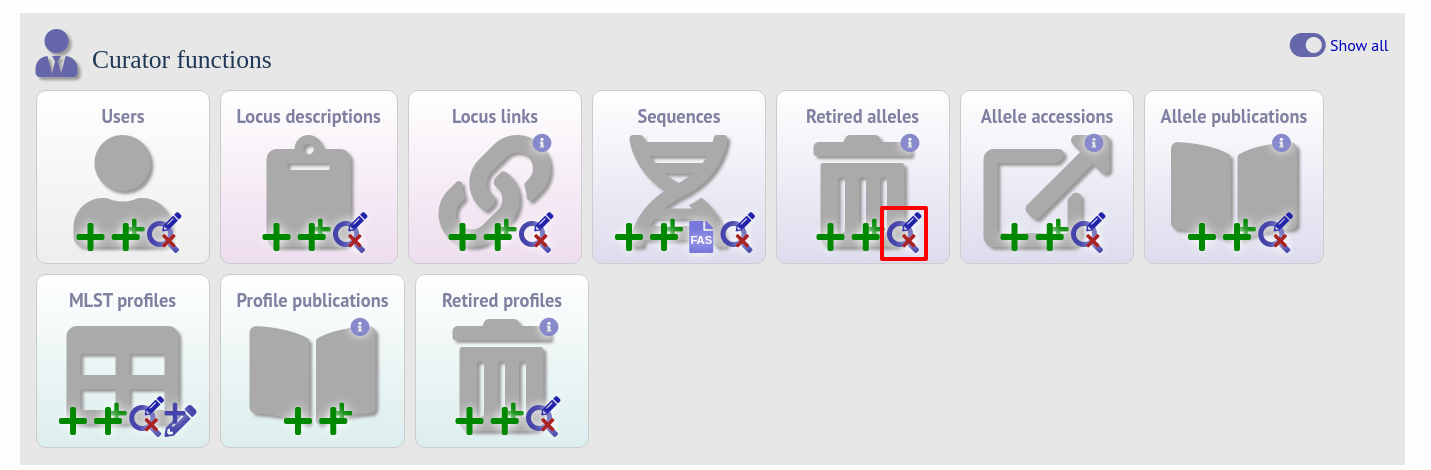 Curator functions
Show all
Users
Locus descriptions
Locus links
Sequences
Retired alleles
Allele accessions
Allele publications
i
i
i
i
FAS
MLST profiles
Profile publications
Retired profiles
i
i